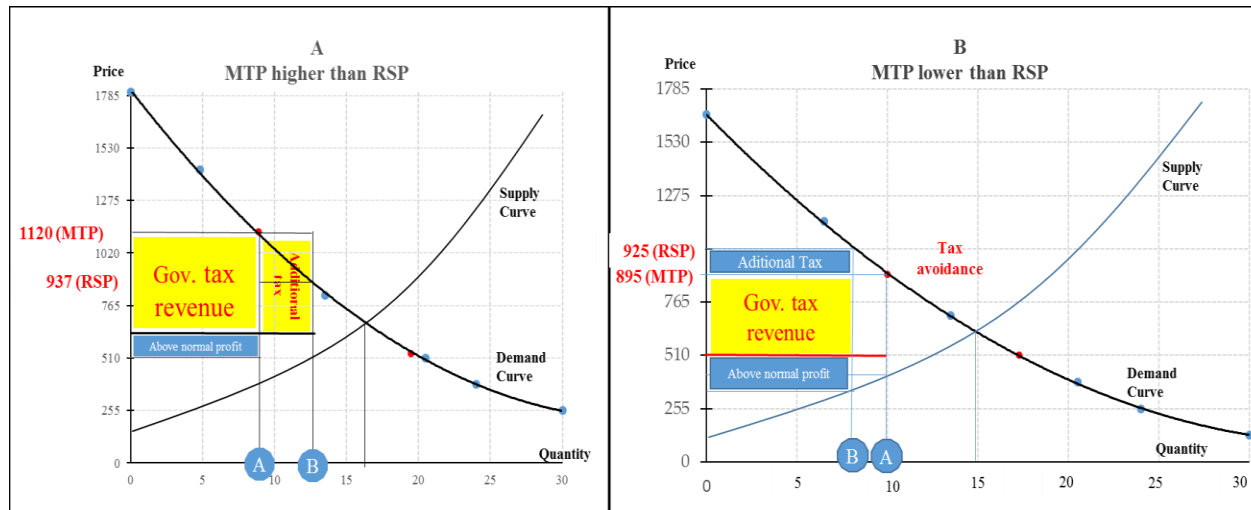 A
MTP higher than RSP
Price
1785
1530
1275
1120 (MTP)
1020
937 (RSP)
765
510
255
0
Supply
Curve
Gov. tax
revenue
Additional
tax
Above normal profit
Demand
Curve
A
B
Quantity
0
5
10
15
20
25
30
B
MTP lower than RSP
Price
1785
1530
1275
925 (RSP)
895 (MTP)
765
510
255
0
Supply
Curve
Aditional Tax
Tax
avoidance
Gov. tax
revenue
Above normal profit
Demand
Curve
B
A
Quantity
0
5
10
15
20
25
30